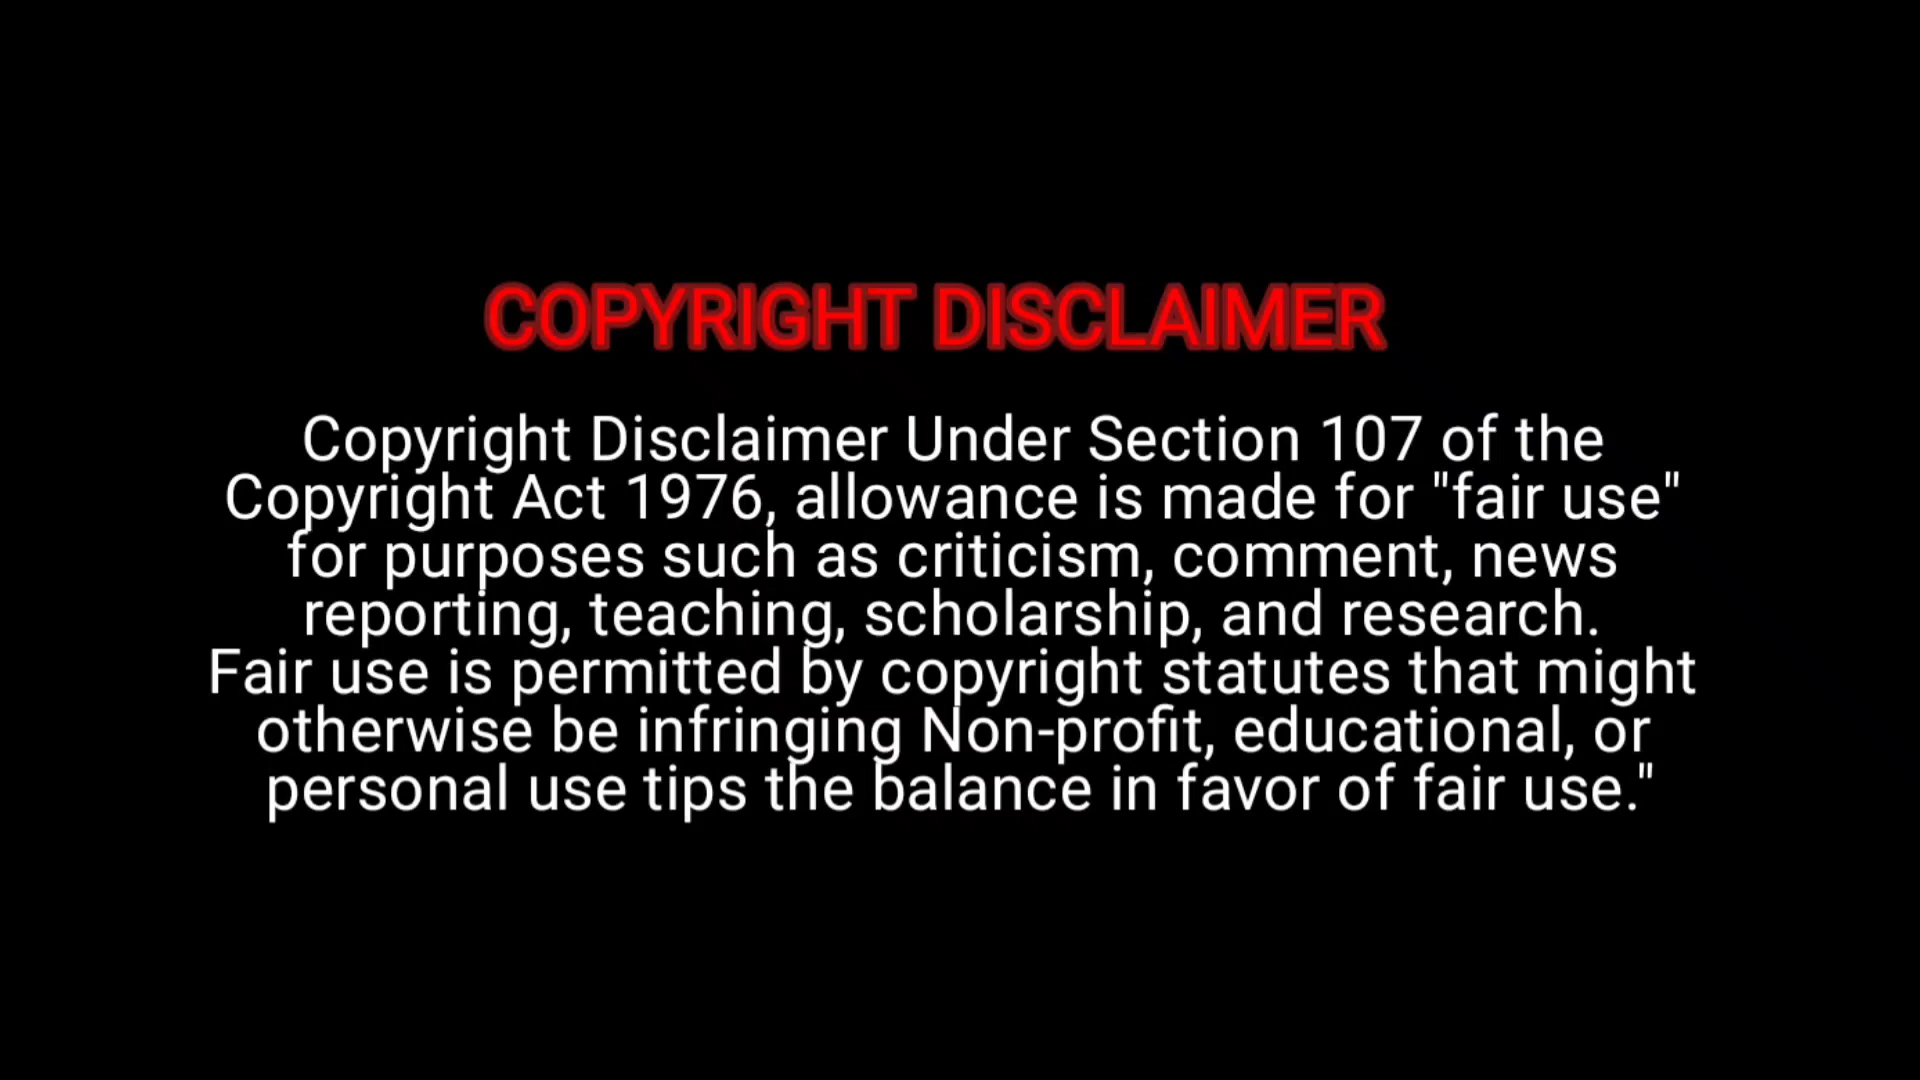 COPYRIGHT DISCLAIMER
Copyright Disclaimer Under Section 107 of the
Copyright Act 1976, allowance is made for "fair use"
for purposes such as criticism, comment, news
reporting, teaching, scholarship, and research.
Fair use is permitted by copyright statutes that might
otherwise be infringing Non-profit, educational, or
personal use tips the balance in favor of fair use."